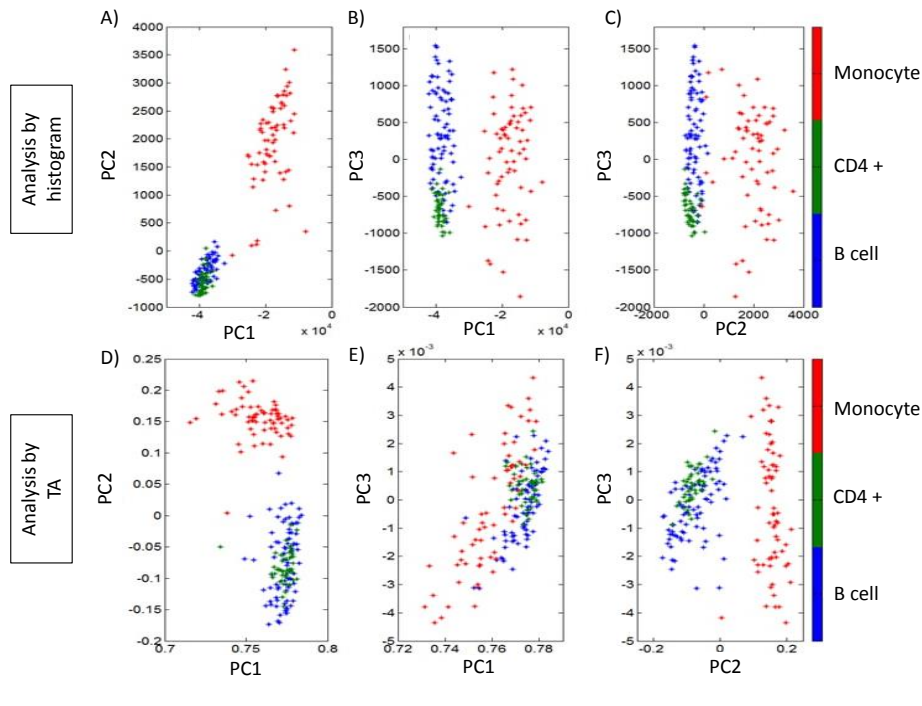 A)
B)
C)
4000
3500
3000
2500
2000
1500
1000
500
0
-500
-1000
PC2
-4
-2
0
x 10⁴
PC1
1500
1000
500
0
-500
-1000
-1500
-2000
PC3
-4
-2
0
x 10⁴
PC1
1500
1000
500
0
-500
-1000
-1500
-2000
PC3
-2000
0
2000
4000
PC2
Monocyte
CD4 +
B cell
Analysis by
histogram
D)
E)
F)
0.25
0.2
0.15
0.1
0.05
0
-0.05
-0.1
-0.15
-0.2
PC2
0.7
0.75
0.8
PC1
x 10⁻³
5
4
3
2
1
0
-1
-2
-3
-4
-5
PC3
0.72
0.74
0.76
0.78
PC1
x 10⁻³
5
4
3
2
1
0
-1
-2
-3
-4
-5
PC3
-0.2
0
0.2
PC2
Monocyte
CD4 +
B cell
Analysis by
TA